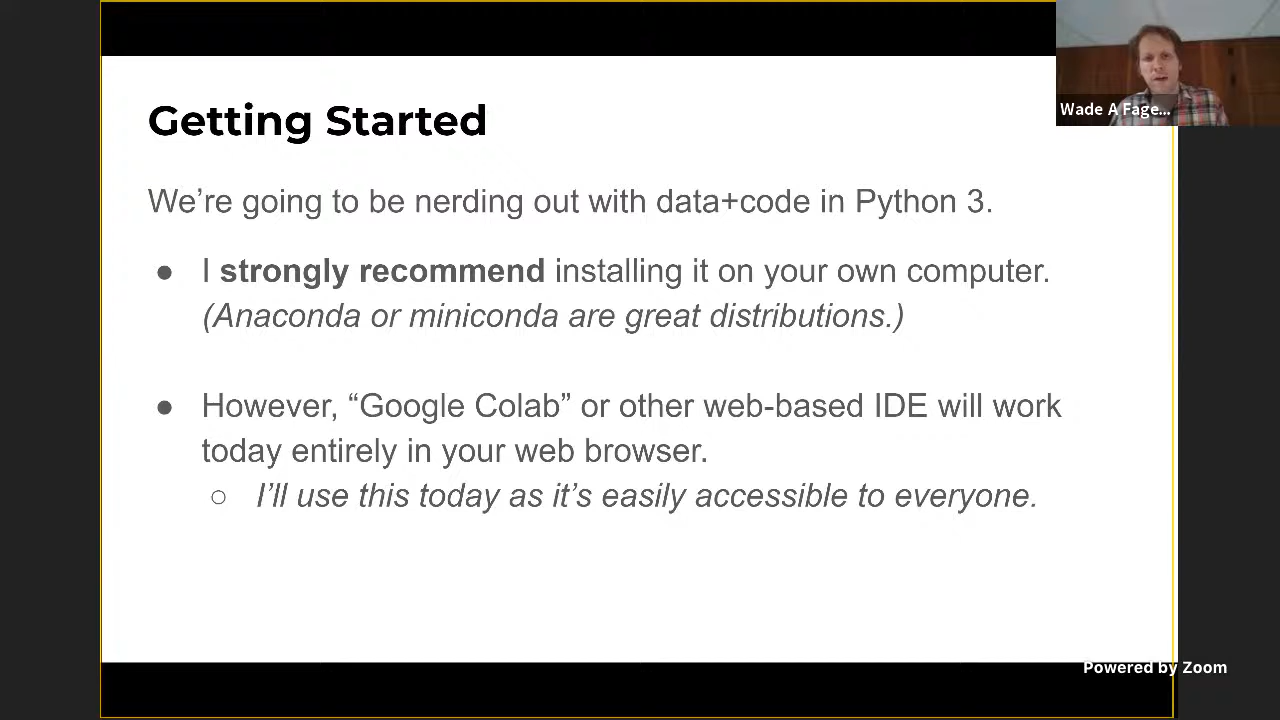 Getting Started
We’re going to be nerding out with data+code in Python 3.
● I strongly recommend installing it on your own computer.
(Anaconda or miniconda are great distributions.)
● However, “Google Colab” or other web-based IDE will work
today entirely in your web browser.
○ I’ll use this today as it’s easily accessible to everyone.
Wade A Fage...
Powered by Zoom